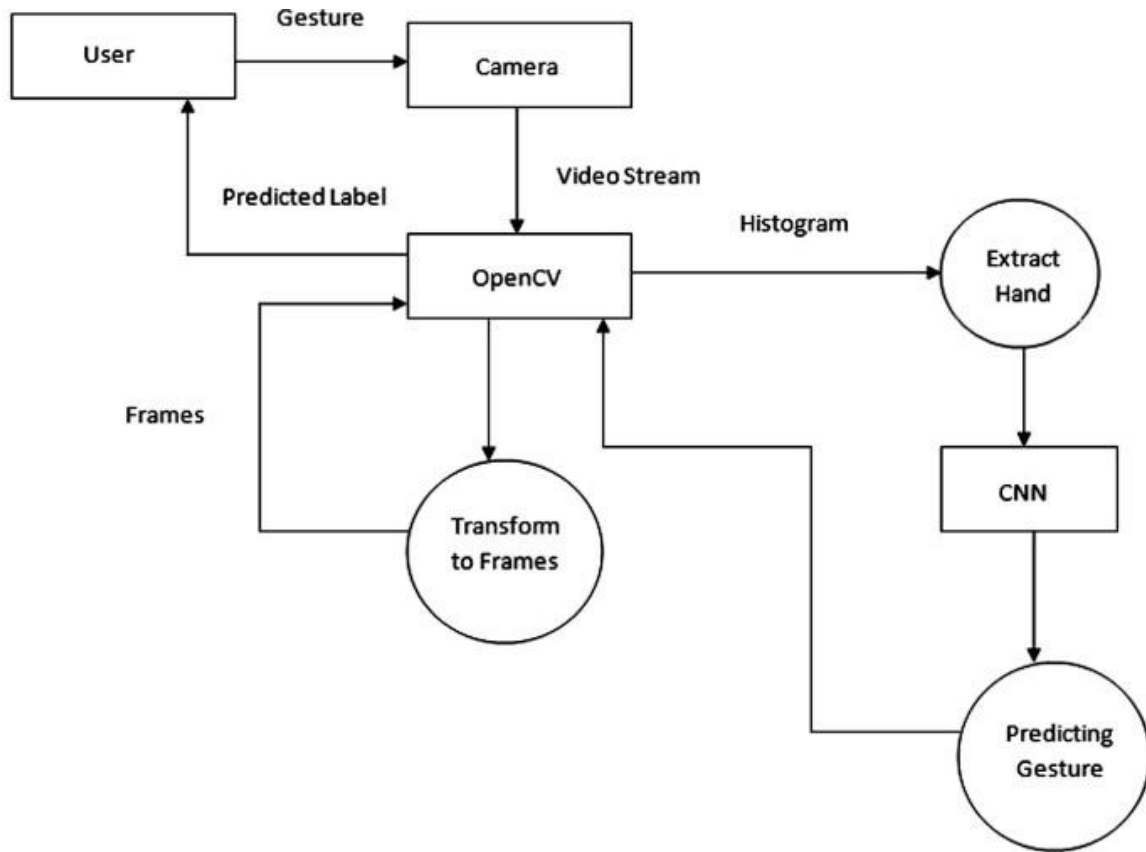 Gesture
User
Camera
Video Stream
Predicted Label
Histogram
OpenCV
Extract
Hand
Frames
CNN
Transform
to Frames
Predicting
Gesture